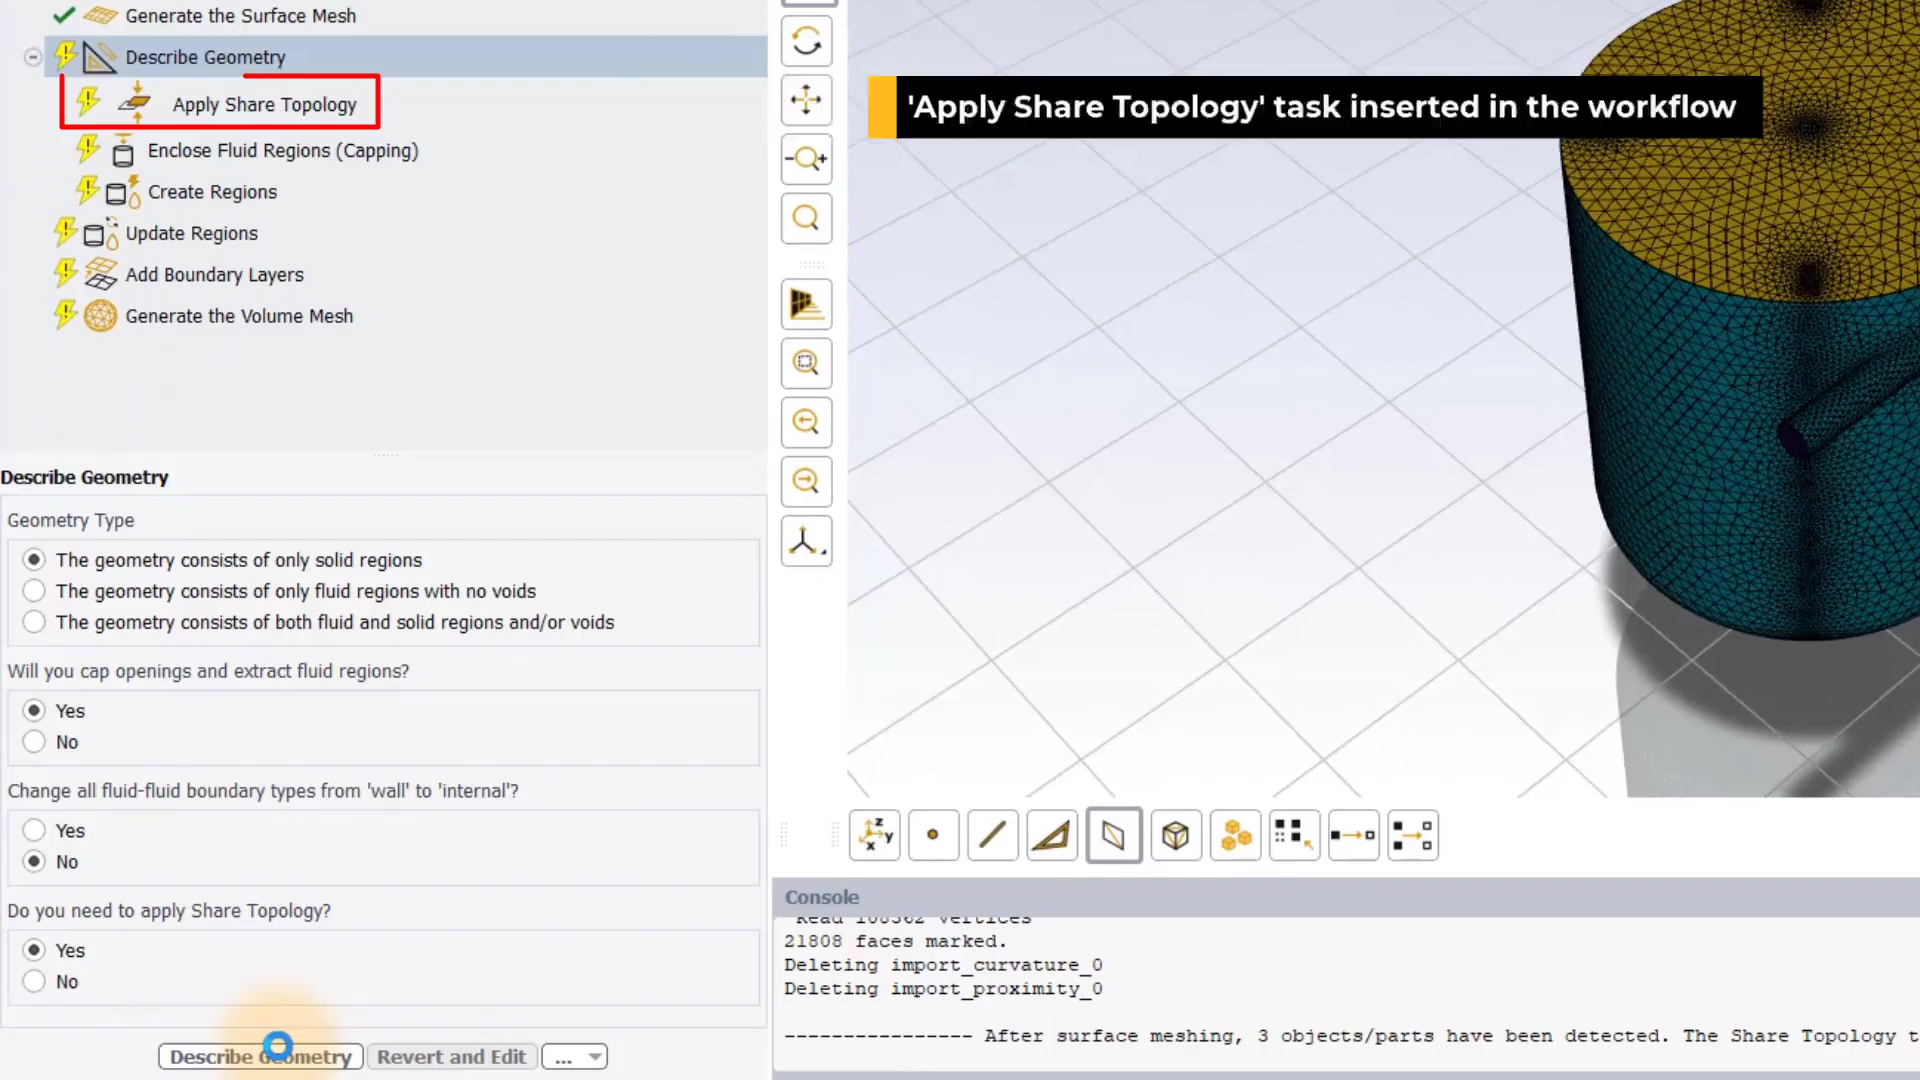 Generate the Surface Mesh
Describe Geometry
Apply Share Topology
Enclose Fluid Regions (Capping)
Create Regions
Update Regions
Add Boundary Layers
Generate the Volume Mesh
'Apply Share Topology' task inserted in the workflow
Describe Geometry
Geometry Type
The geometry consists of only solid regions
The geometry consists of only fluid regions with no voids
The geometry consists of both fluid and solid regions and/or voids
Will you cap openings and extract fluid regions?
Yes
No
Change all fluid-fluid boundary types from 'wall' to 'internal'?
Yes
No
Do you need to apply Share Topology?
Yes
No
Describe Geometry
Revert and Edit
...
z
y
x
Console
vertices
21808 faces marked.
Deleting import_curvature_0
Deleting import_proximity_0
---------------- After surface meshing, 3 objects/parts have been detected. The Share Topology t